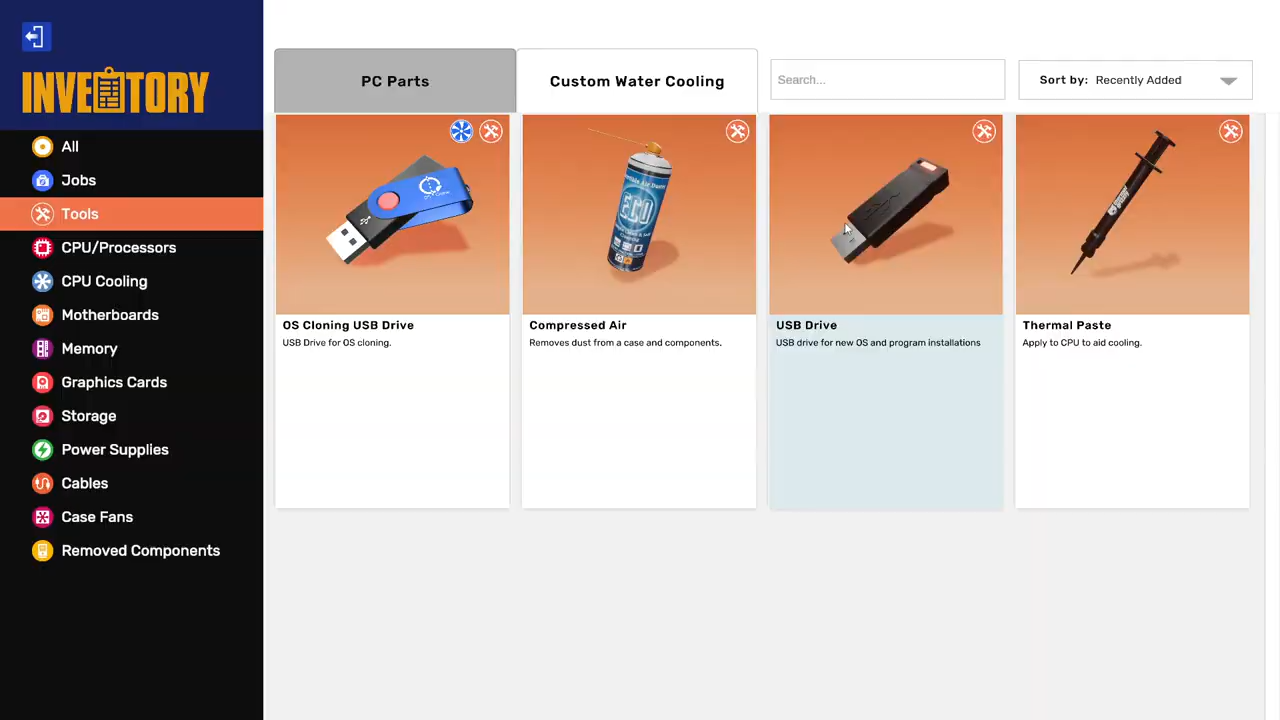 INVENTORY
All
Jobs
Tools
CPU/Processors
CPU Cooling
Motherboards
Memory
Graphics Cards
Storage
Power Supplies
Cables
Case Fans
Removed Components
PC Parts
Custom Water Cooling
Search...
Sort by: Recently Added
ECO
OS Cloning USB Drive
USB Drive for OS cloning.
Compressed Air
Removes dust from a case and components.
USB Drive
USB drive for new OS and program installations
Thermal Paste
Apply to CPU to aid cooling.